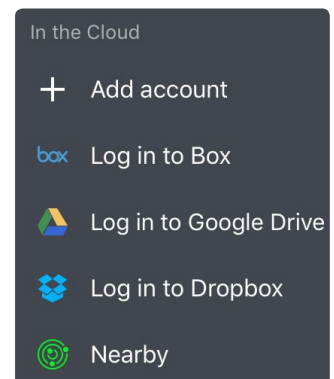 In the Cloud
Add account
box Log in to Box
Log in to Google Drive
Log in to Dropbox
Nearby